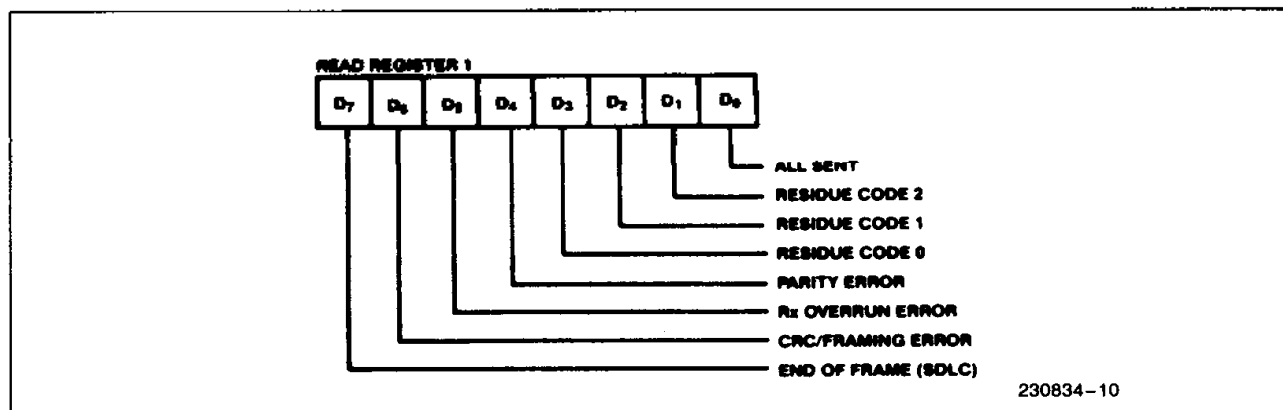 READ REGISTER 1
D7 D6 D5 D4 D3 D2 D1 D0
ALL SENT
RESIDUE CODE 2
RESIDUE CODE 1
RESIDUE CODE 0
PARITY ERROR
Rx OVERRUN ERROR
CRC/FRAMING ERROR
END OF FRAME (SDLC)
230834-10